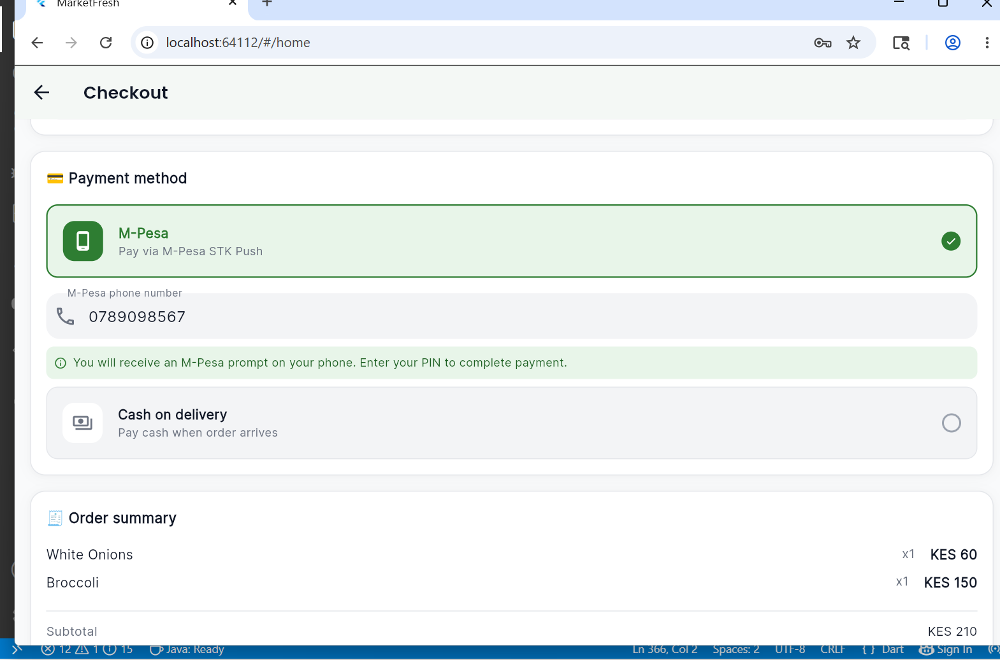 MarketFresh
localhost:64112/#/home
Checkout
💳 Payment method
M-Pesa
Pay via M-Pesa STK Push
M-Pesa phone number
0789098567
You will receive an M-Pesa prompt on your phone. Enter your PIN to complete payment.
Cash on delivery
Pay cash when order arrives
🧾 Order summary
White Onions x1 KES 60
Broccoli x1 KES 150
Subtotal KES 210
12 1 15 Java: Ready Ln 366, Col 2 Spaces: 2 UTF-8 CRLF { } Dart Sign In